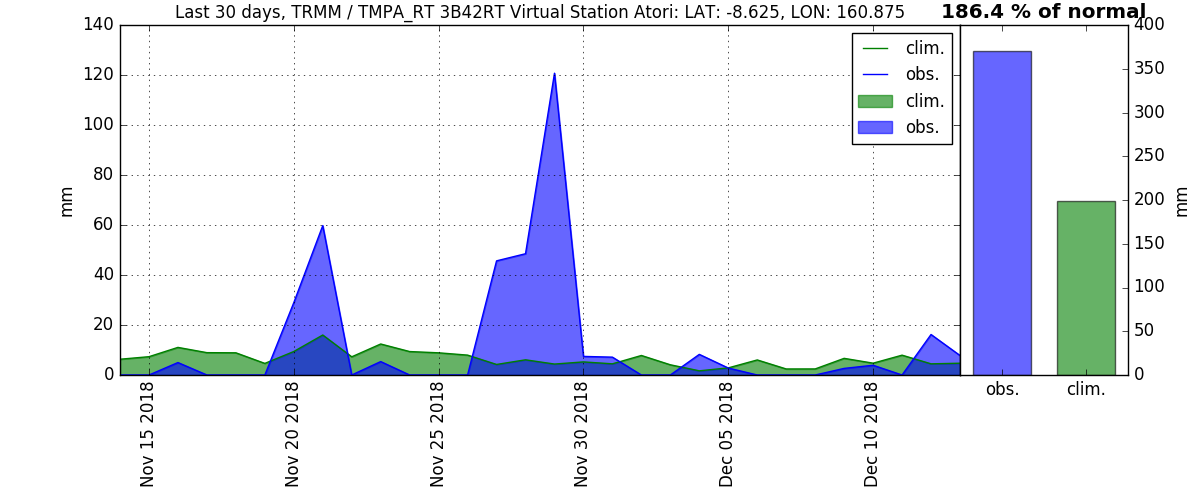 Last 30 days, TRMM / TMPA_RT 3B42RT Virtual Station Atori: LAT: -8.625, LON: 160.875
186.4 % of normal
140
120
100
80
60
40
20
0
mm
clim.
obs.
clim.
obs.
400
350
300
250
200
150
100
50
0
mm
Nov 15 2018
Nov 20 2018
Nov 25 2018
Nov 30 2018
Dec 05 2018
Dec 10 2018
obs.
clim.